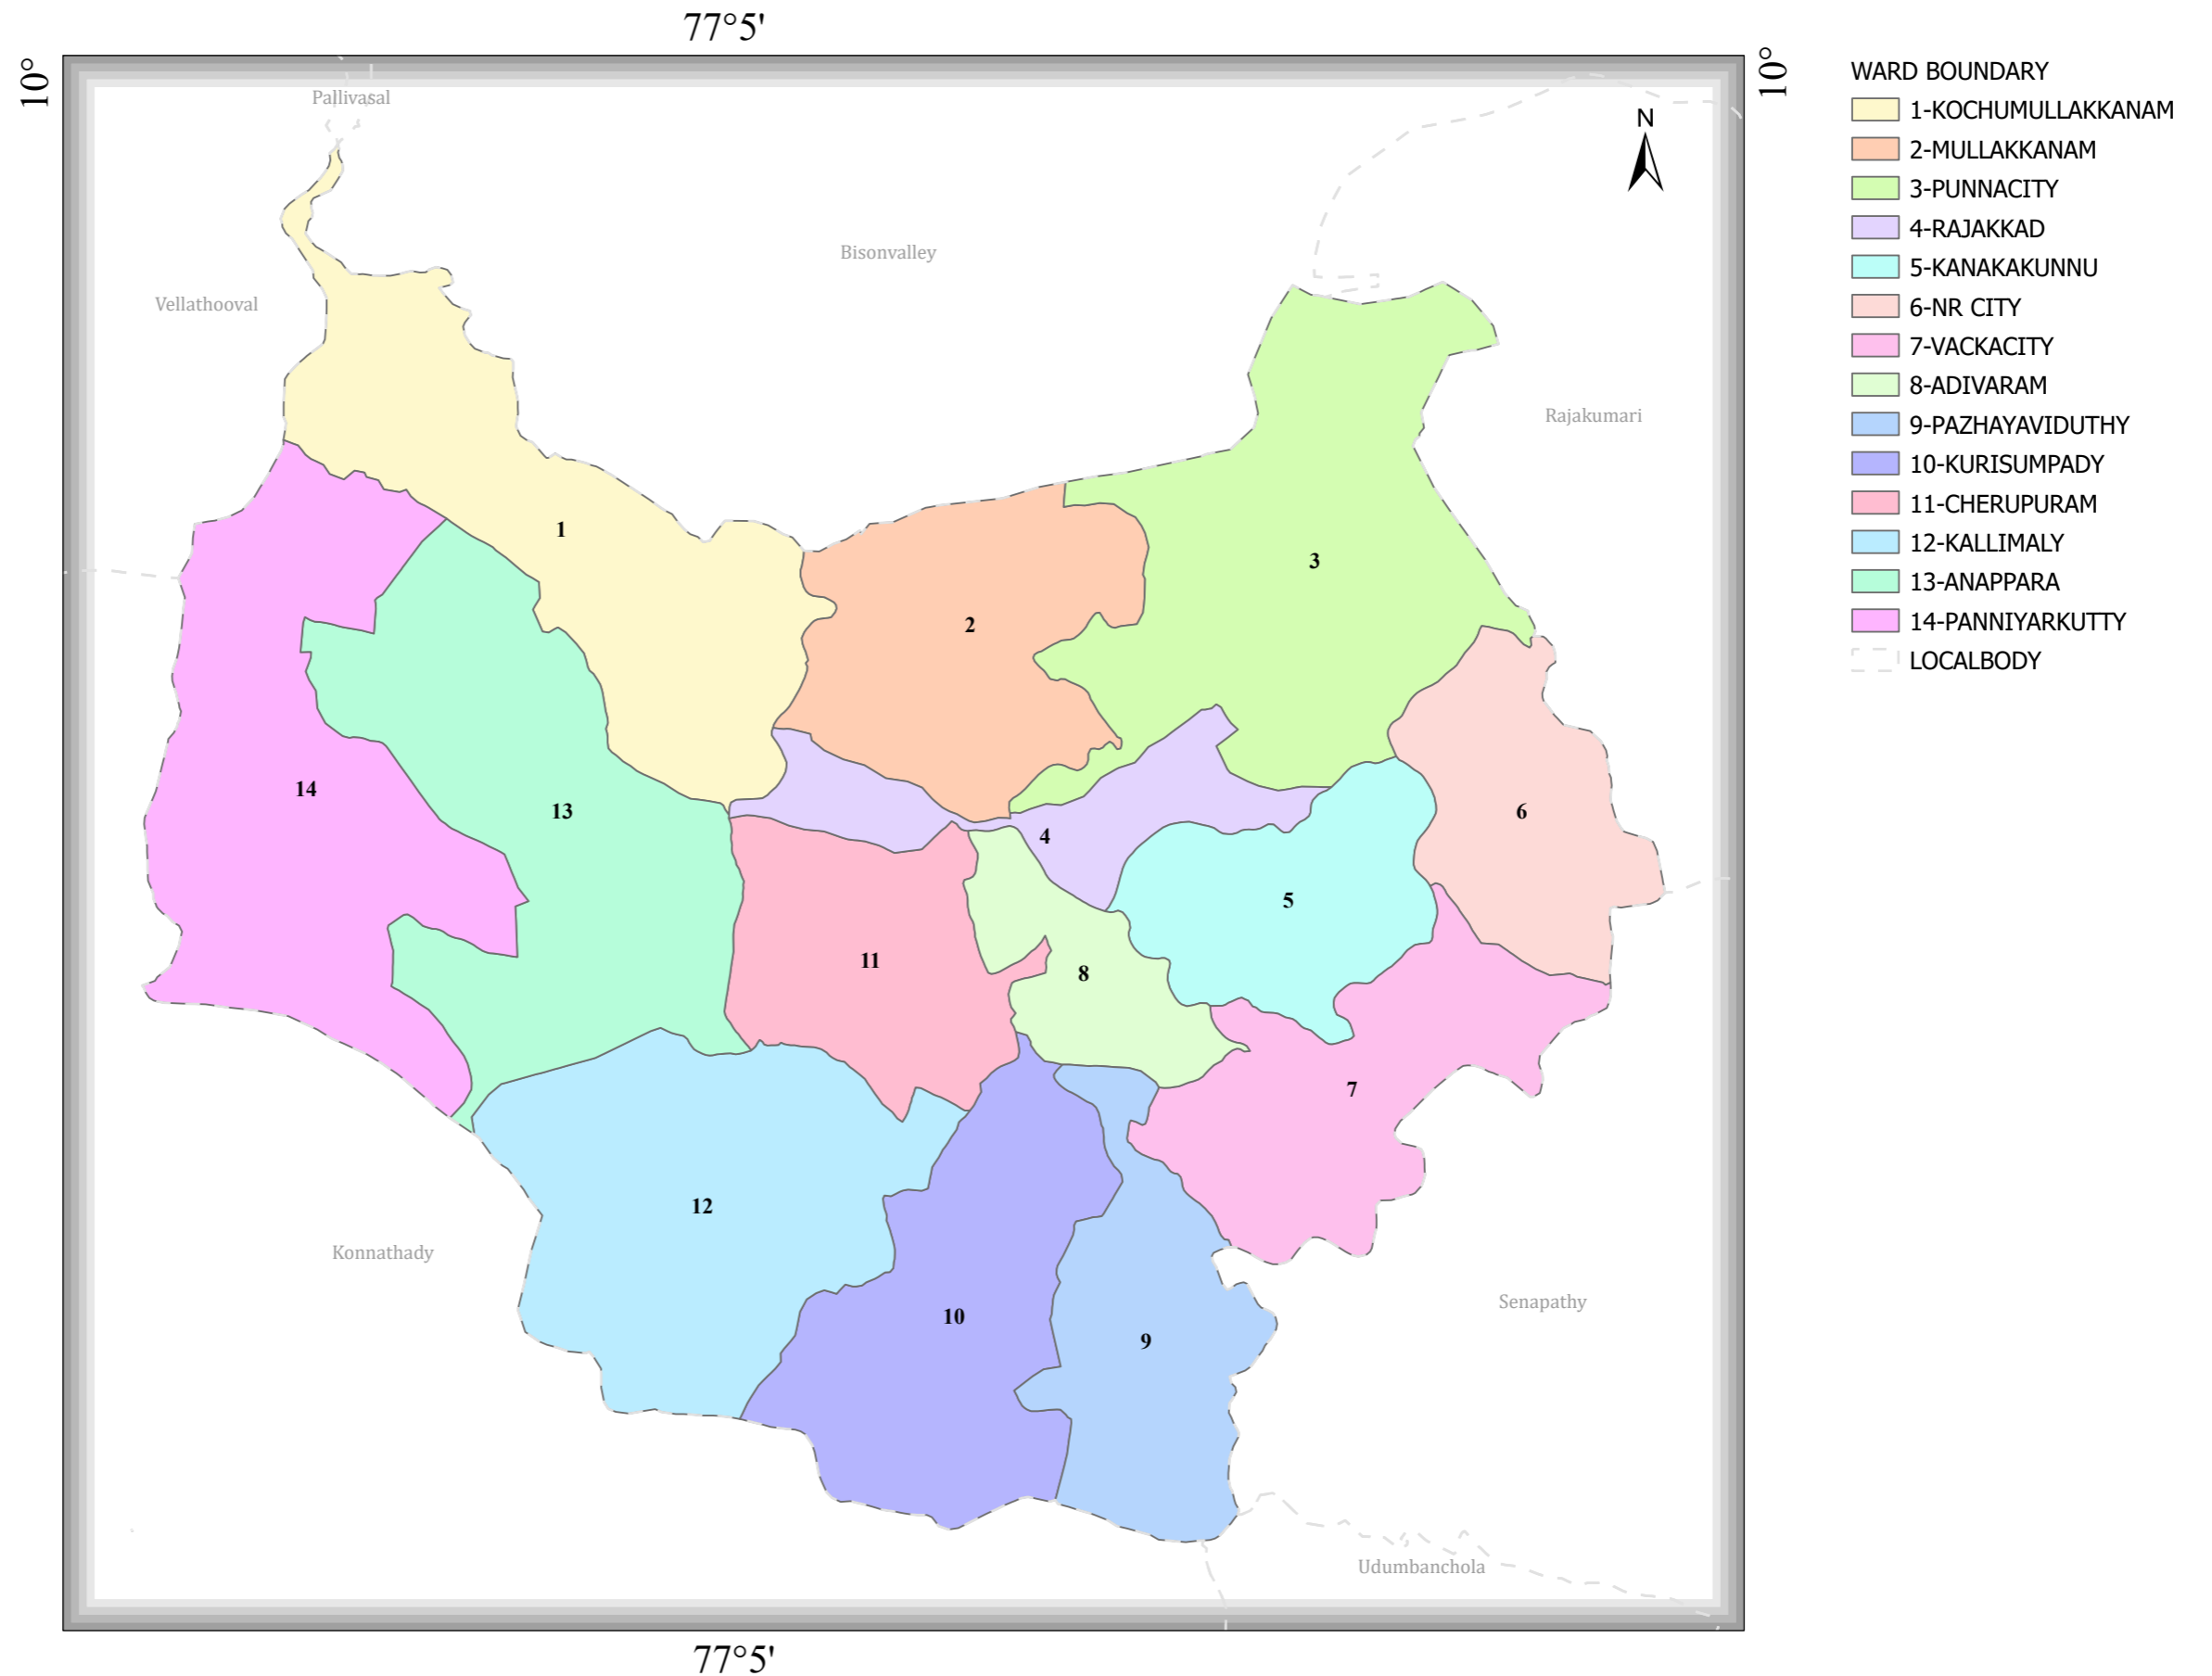 77°5'
10°
10°
Pallivasal
N
Bisonvalley
Vellathooval
Rajakumari
1
3
2
14
13
6
4
5
11
8
7
12
Konnathady
Senapathy
10
9
Udumbanchola
77°5'
WARD BOUNDARY
1-KOCHUMULLAKKANAM
2-MULLAKKANAM
3-PUNNACITY
4-RAJAKKAD
5-KANAKAKUNNU
6-NR CITY
7-VACKACITY
8-ADIVARAM
9-PAZHAYAVIDUTHY
10-KURISUMPADY
11-CHERUPURAM
12-KALLIMALY
13-ANAPPARA
14-PANNIYARKUTTY
LOCALBODY